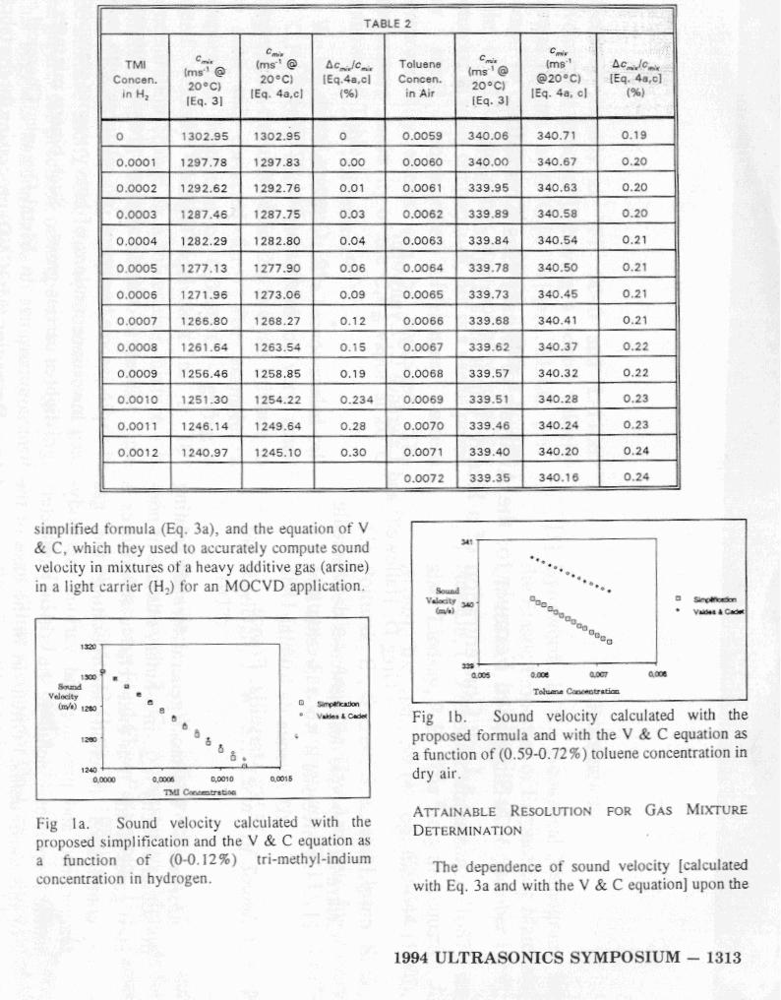 TABLE 2
TMI Concen. in H₂ | c_mix (ms⁻¹ @ 20°C) [Eq. 3] | c_mix (ms⁻¹ @ 20°C) [Eq. 4a,c] | Δc_mix/c_mix [Eq.4a,c] (%) | Toluene Concen. in Air | c_mix (ms⁻¹ @ 20°C) [Eq. 3] | c_mix (ms⁻¹ @20°C) [Eq. 4a, c] | Δc_mix/c_mix [Eq. 4a,c] (%)
0 1302.95 1302.95 0 0.0059 340.06 340.71 0.19
0.0001 1297.78 1297.83 0.00 0.0060 340.00 340.67 0.20
0.0002 1292.62 1292.76 0.01 0.0061 339.95 340.63 0.20
0.0003 1287.46 1287.75 0.03 0.0062 339.89 340.58 0.20
0.0004 1282.29 1282.80 0.04 0.0063 339.84 340.54 0.21
0.0005 1277.13 1277.90 0.06 0.0064 339.78 340.50 0.21
0.0006 1271.96 1273.06 0.09 0.0065 339.73 340.45 0.21
0.0007 1266.80 1268.27 0.12 0.0066 339.68 340.41 0.21
0.0008 1261.64 1263.54 0.15 0.0067 339.62 340.37 0.22
0.0009 1256.46 1258.85 0.19 0.0068 339.57 340.32 0.22
0.0010 1251.30 1254.22 0.234 0.0069 339.51 340.28 0.23
0.0011 1246.14 1249.64 0.28 0.0070 339.46 340.24 0.23
0.0012 1240.97 1245.10 0.30 0.0071 339.40 340.20 0.24
0.0072 339.35 340.16 0.24
simplified formula (Eq. 3a), and the equation of V
& C, which they used to accurately compute sound
velocity in mixtures of a heavy additive gas (arsine)
in a light carrier (H₂) for an MOCVD application.
1320
1300
Sound
Velocity
(m/s) 1280
1260
1240
0,0000 0,0005 0,0010 0,0015
TMI Concentration
Simplification
Valdes & Cadet
Fig 1a. Sound velocity calculated with the
proposed simplification and the V & C equation as
a function of (0-0.12%) tri-methyl-indium
concentration in hydrogen.
341
Sound
Velocity 340
(m/s)
339
0,005 0,006 0,007 0,008
Toluene Concentration
Simplification
Valdes & Cadet
Fig 1b. Sound velocity calculated with the
proposed formula and with the V & C equation as
a function of (0.59-0.72%) toluene concentration in
dry air.
ATTAINABLE RESOLUTION FOR GAS MIXTURE
DETERMINATION
The dependence of sound velocity [calculated
with Eq. 3a and with the V & C equation] upon the
1994 ULTRASONICS SYMPOSIUM — 1313